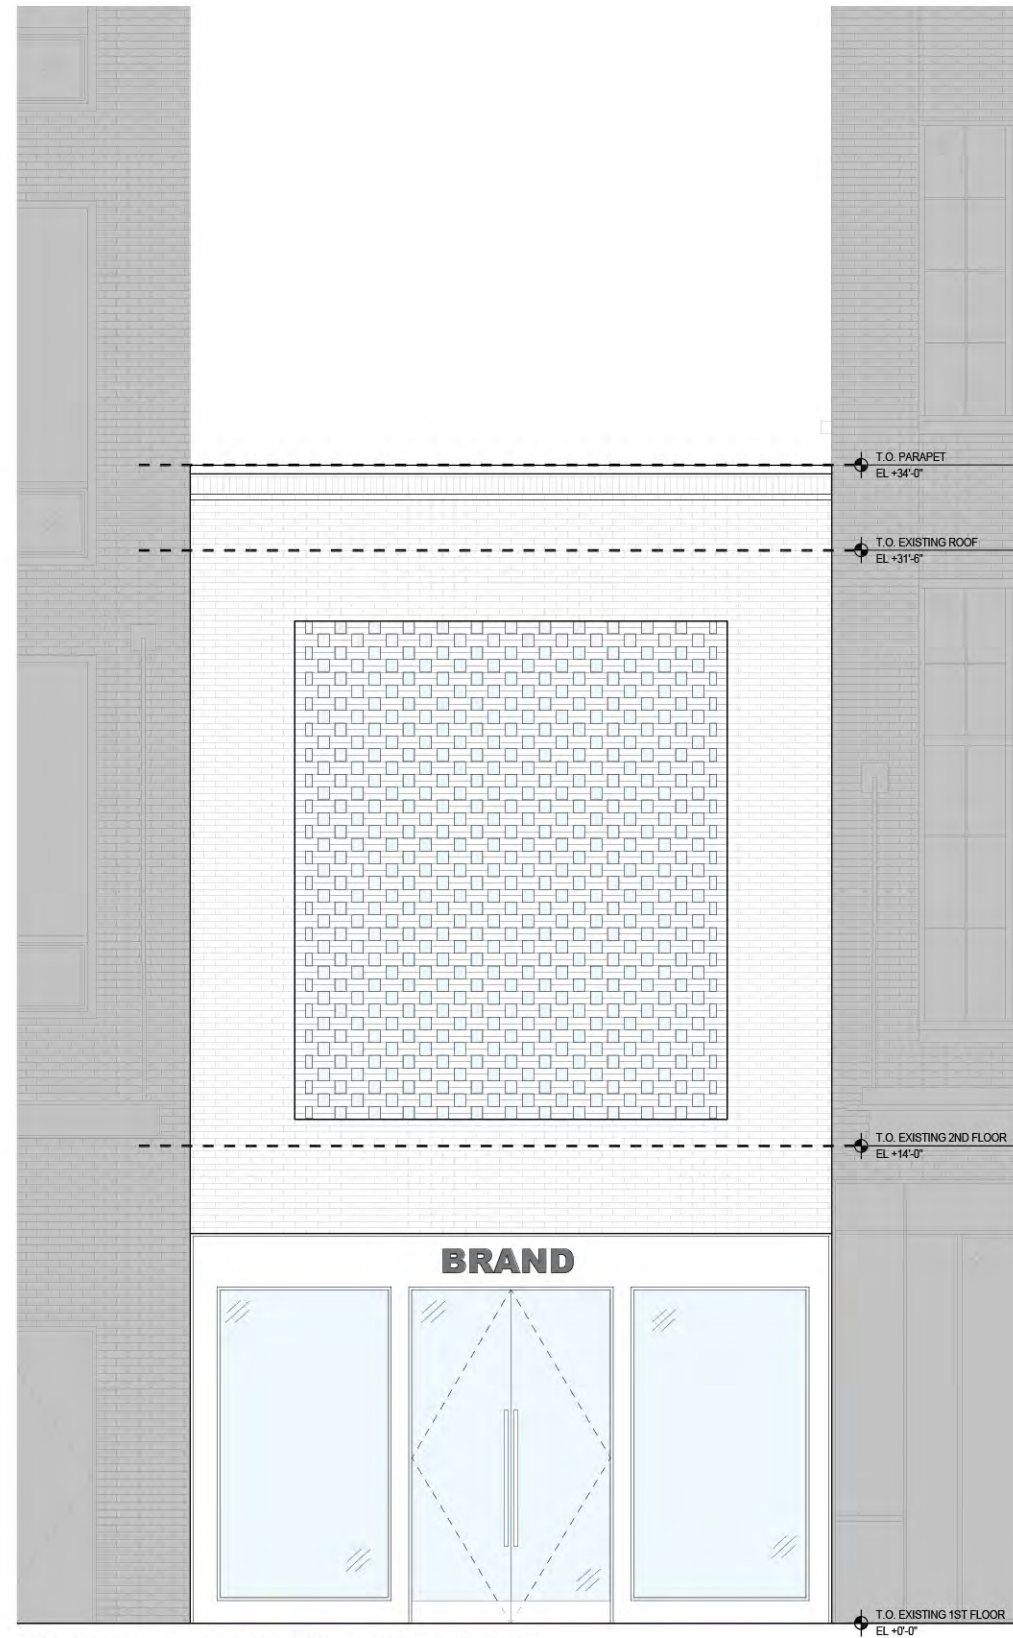 T.O. PARAPET
EL +34'-0"
T.O. EXISTING ROOF
EL +31'-6"
T.O. EXISTING 2ND FLOOR
EL +14'-0"
BRAND
T.O. EXISTING 1ST FLOOR
EL +0'-0"